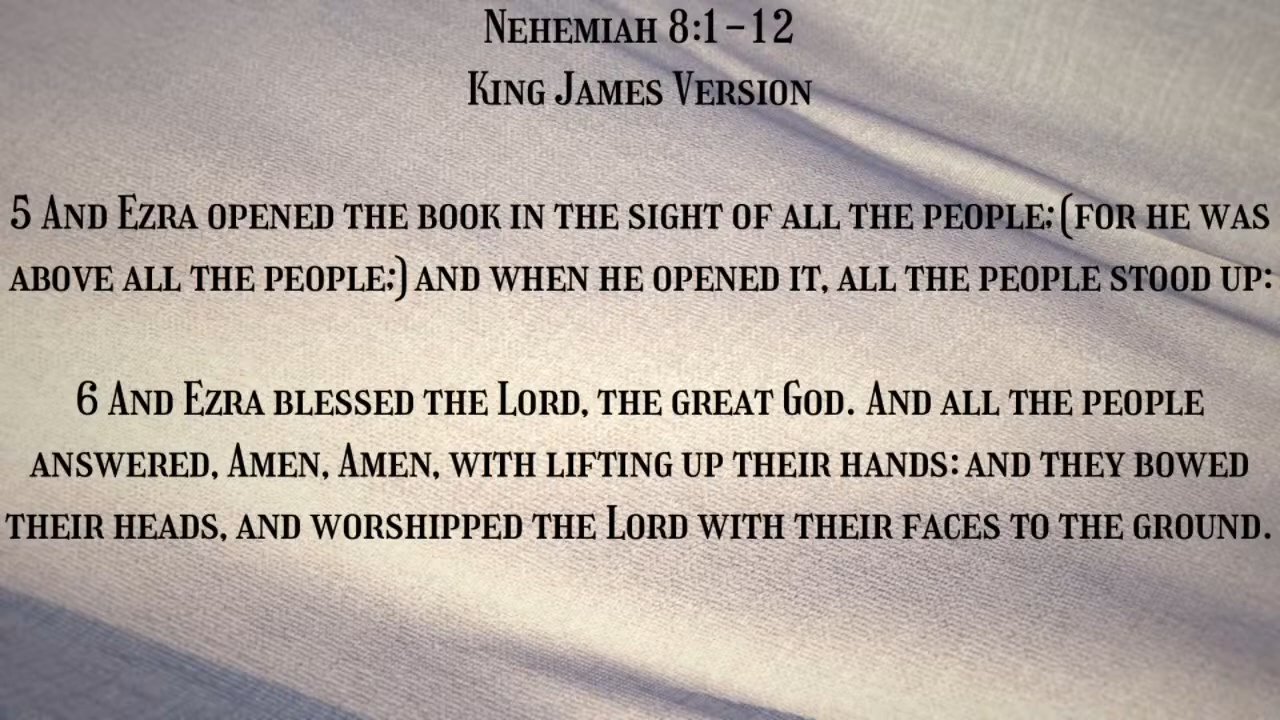 Nehemiah 8:1-12
King James Version
5 And Ezra opened the book in the sight of all the people; (for he was
above all the people;) and when he opened it, all the people stood up:
6 And Ezra blessed the Lord, the great God. And all the people
answered, Amen, Amen, with lifting up their hands: and they bowed
their heads, and worshipped the Lord with their faces to the ground.